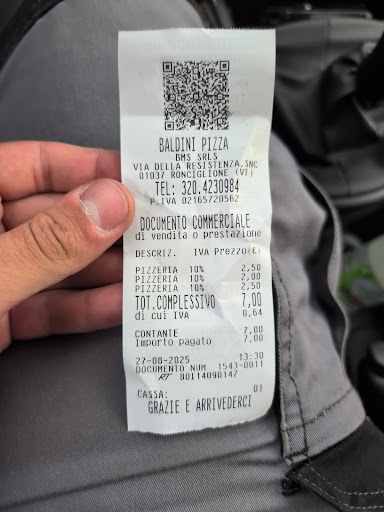 BALDINI PIZZA
BMS SRLS
VIA DELLA RESISTENZA,SNC
01037 RONCIGLIONE (VT)
TEL: 320.4230984
P.IVA 02165720562
DOCUMENTO COMMERCIALE
di vendita o prestazione
DESCRIZ. IVA Prezzo(€)
PIZZERIA 10% 2,50
PIZZERIA 10% 2,00
PIZZERIA 10% 2,50
TOT.COMPLESSIVO 7,00
di cui IVA 0,64
CONTANTE 7,00
Importo pagato 7,00
27-08-2025 13:30
DOCUMENTO NUM 1543-0011
RT 80I14090147
CASSA: 01
GRAZIE E ARRIVEDERCI